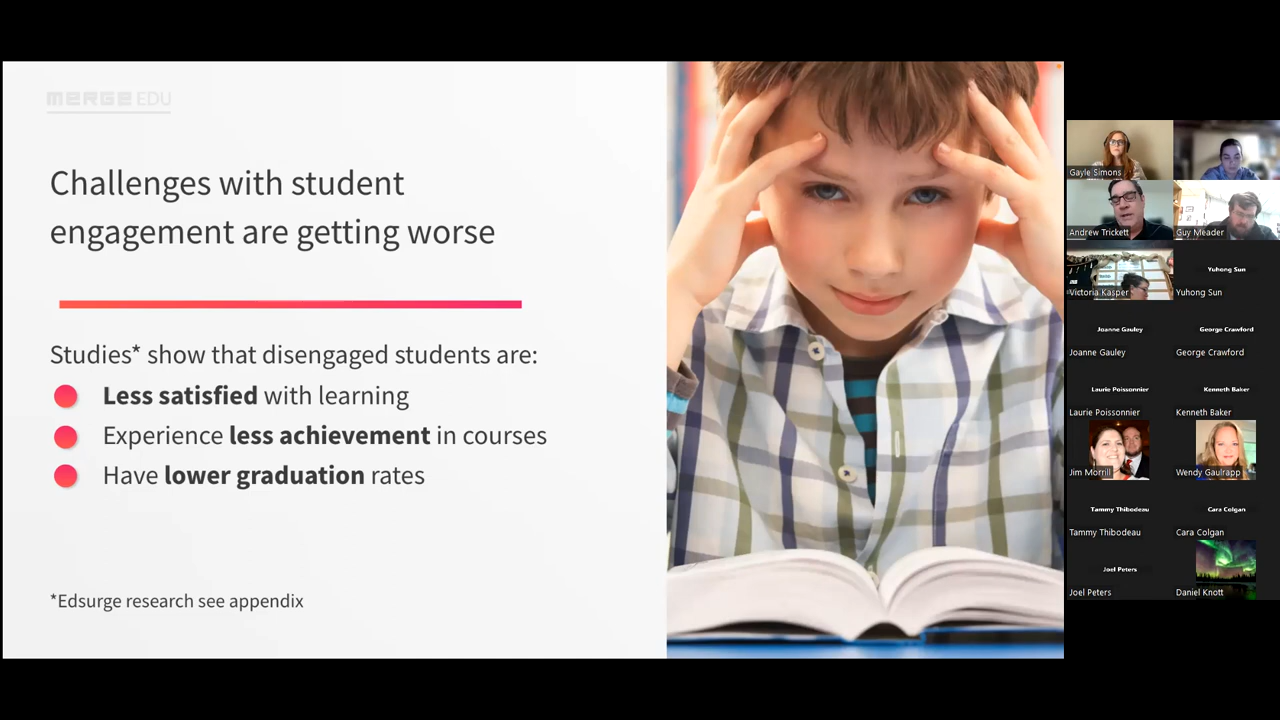 MERGE EDU
Challenges with student
engagement are getting worse
Studies* show that disengaged students are:
Less satisfied with learning
Experience less achievement in courses
Have lower graduation rates
*Edsurge research see appendix
Gayle Simons
Andrew Trickett
Guy Meader
Victoria Kasper
Yuhong Sun
Yuhong Sun
Joanne Gauley
Joanne Gauley
George Crawford
George Crawford
Laurie Poissonnier
Laurie Poissonnier
Kenneth Baker
Kenneth Baker
Jim Morrill
Wendy Gaulrapp
Tammy Thibodeau
Tammy Thibodeau
Cara Colgan
Cara Colgan
Joel Peters
Joel Peters
Daniel Knott